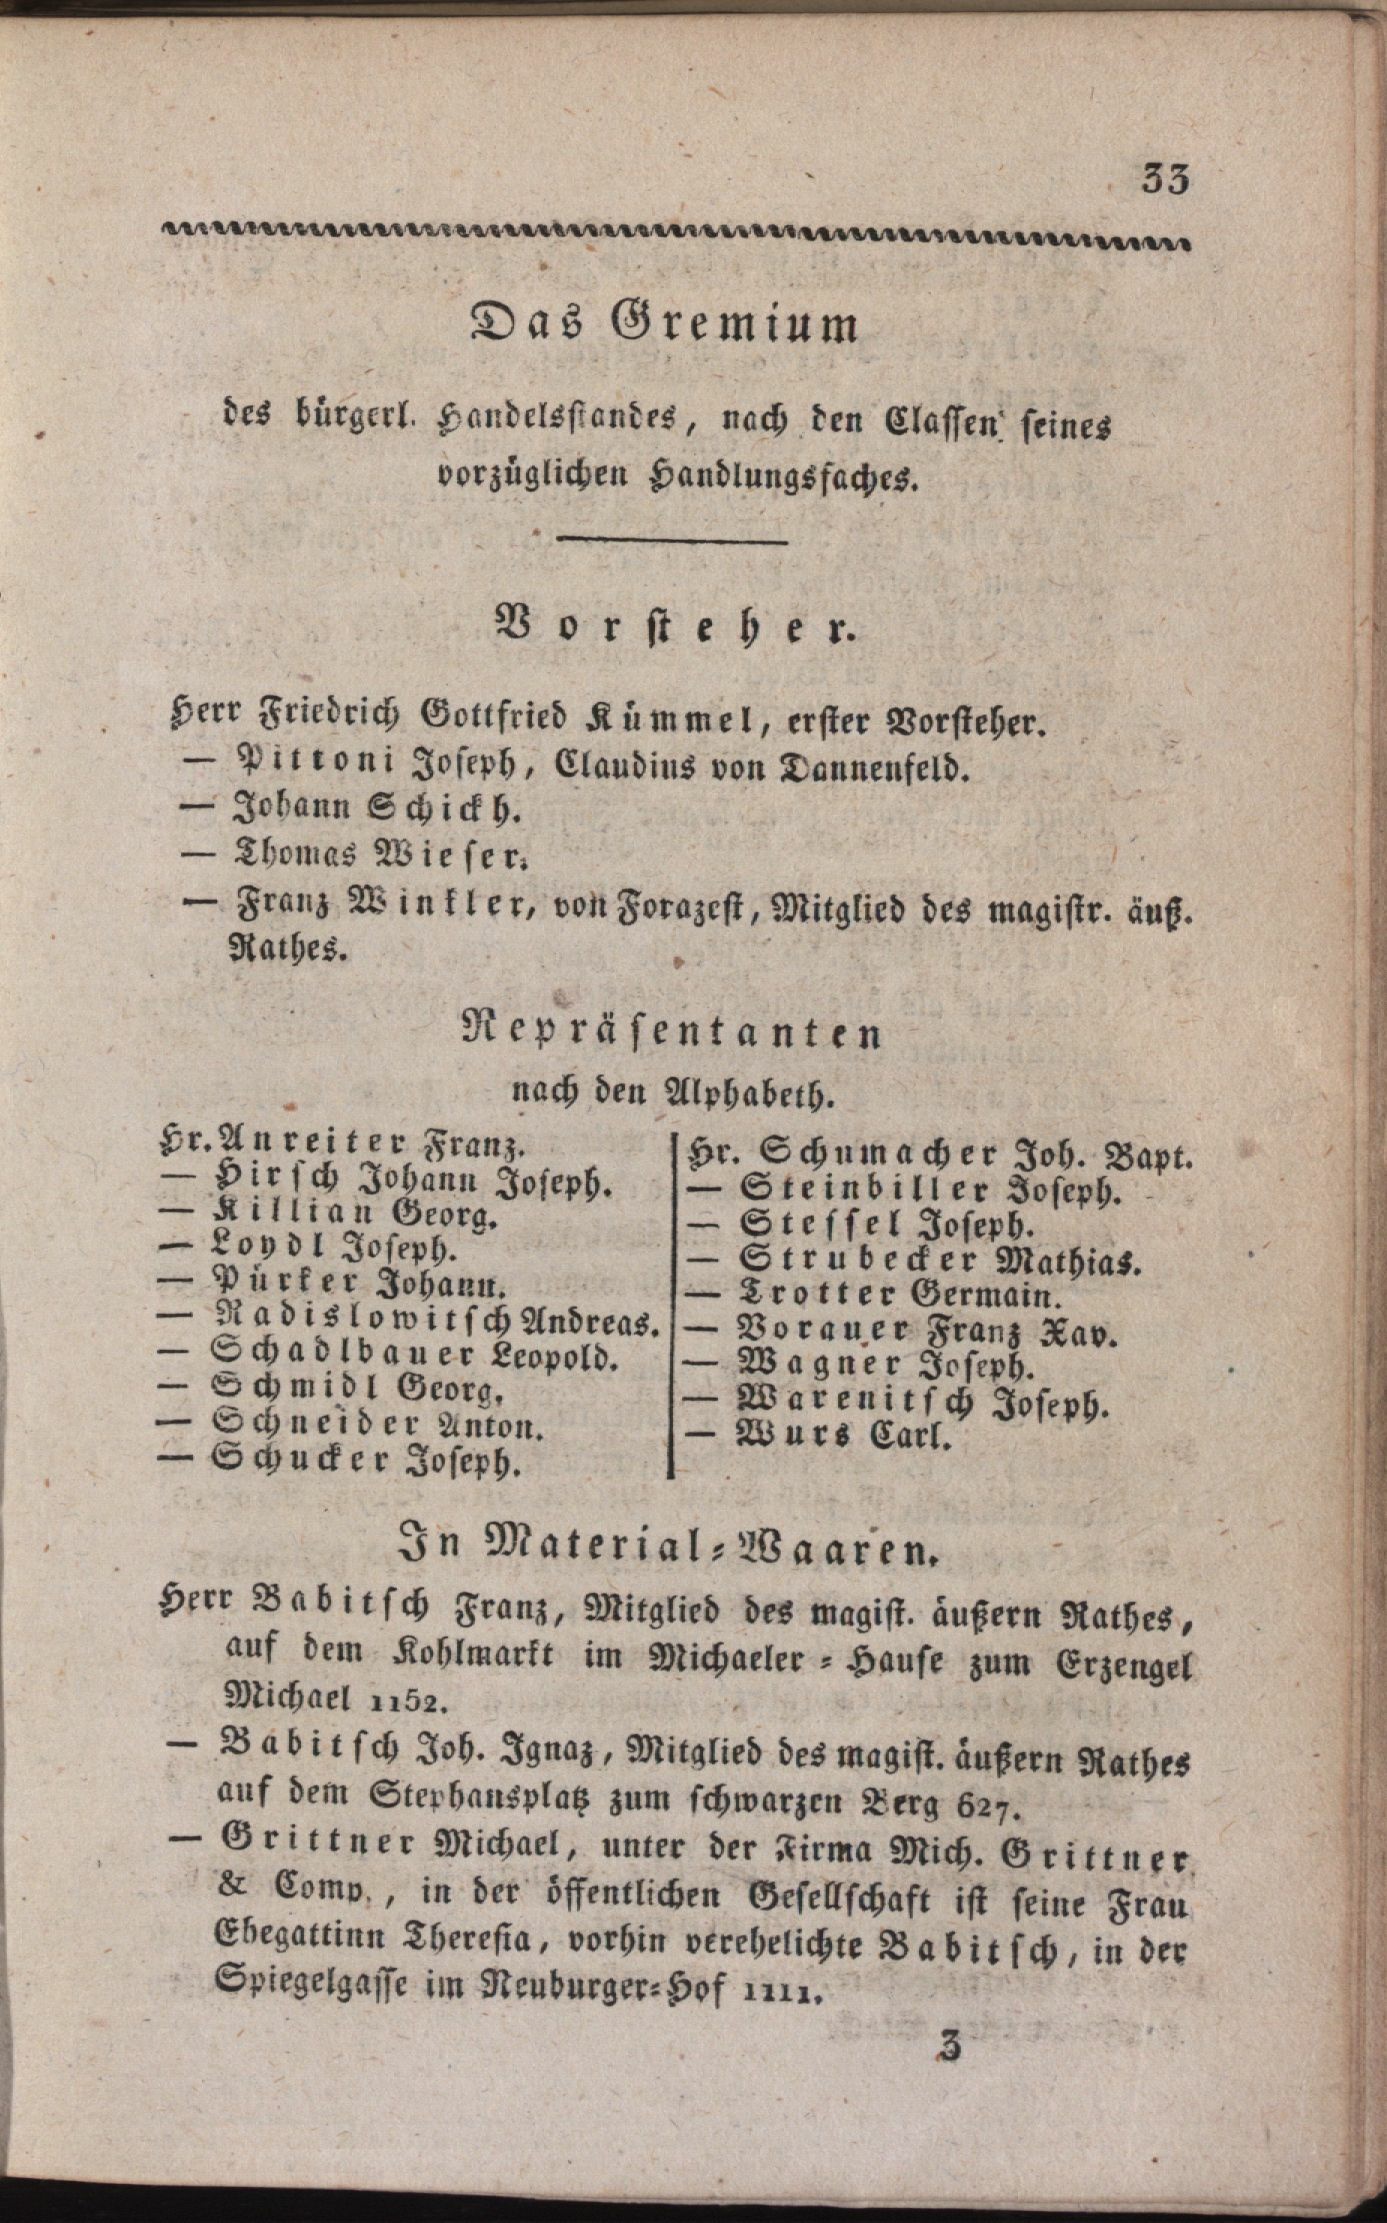 33
Das Gremium
des bürgerl. Handelsstandes, nach den Classen seines
vorzüglichen Handlungsfaches.
Vorsteher.
Herr Friedrich Gottfried Kümmel, erster Vorsteher.
— Pittoni Joseph, Claudius von Dannenfeld.
— Johann Schickh.
— Thomas Wieser.
— Franz Winkler, von Forazest, Mitglied des magistr. äuß.
Rathes.
Repräsentanten
nach den Alphabeth.
Hr. Anreiter Franz.
— Hirsch Johann Joseph.
— Killian Georg.
— Loydl Joseph.
— Pürker Johann.
— Radislowitsch Andreas.
— Schadlbauer Leopold.
— Schmidl Georg.
— Schneider Anton.
— Schucker Joseph.
Hr. Schumacher Joh. Bapt.
— Steinbiller Joseph.
— Stessel Joseph.
— Strubecker Mathias.
— Trotter Germain.
— Vorauer Franz Xav.
— Wagner Joseph.
— Warenitsch Joseph.
— Wurs Carl.
In Material-Waaren.
Herr Babitsch Franz, Mitglied des magist. äußern Rathes,
auf dem Kohlmarkt im Michaeler-Hause zum Erzengel
Michael 1152.
— Babitsch Joh. Ignaz, Mitglied des magist. äußern Rathes
auf dem Stephansplatz zum schwarzen Berg 627.
— Grittner Michael, unter der Firma Mich. Grittner
& Comp., in der öffentlichen Gesellschaft ist seine Frau
Ehegattinn Theresia, vorhin verehelichte Babitsch, in der
Spiegelgasse im Neuburger-Hof 1111.
3